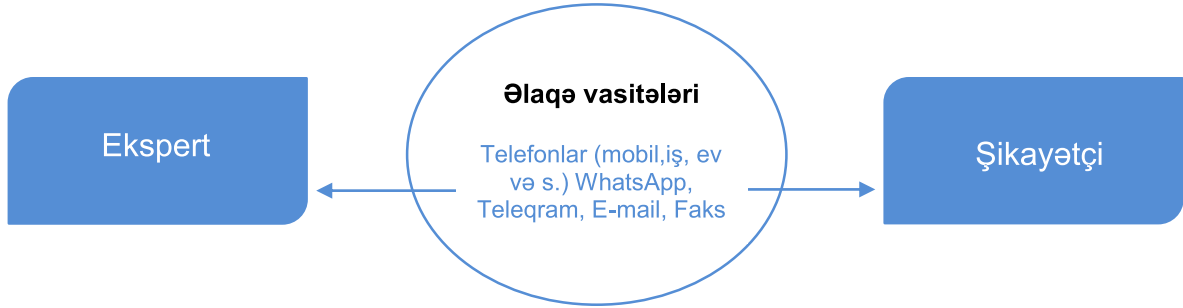 Ekspert
Əlaqə vasitələri
Telefonlar (mobil,iş, ev
və s.) WhatsApp,
Teleqram, E-mail, Faks
Şikayətçi